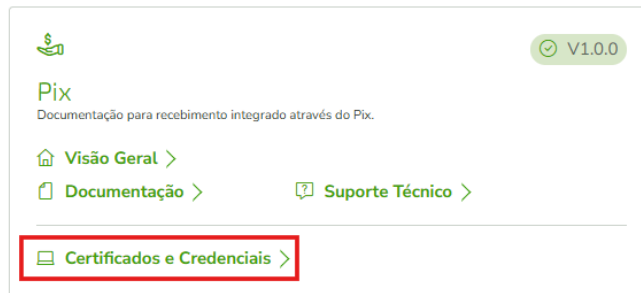 V1.0.0
Pix
Documentação para recebimento integrado através do Pix.
Visão Geral
Documentação
Suporte Técnico
Certificados e Credenciais